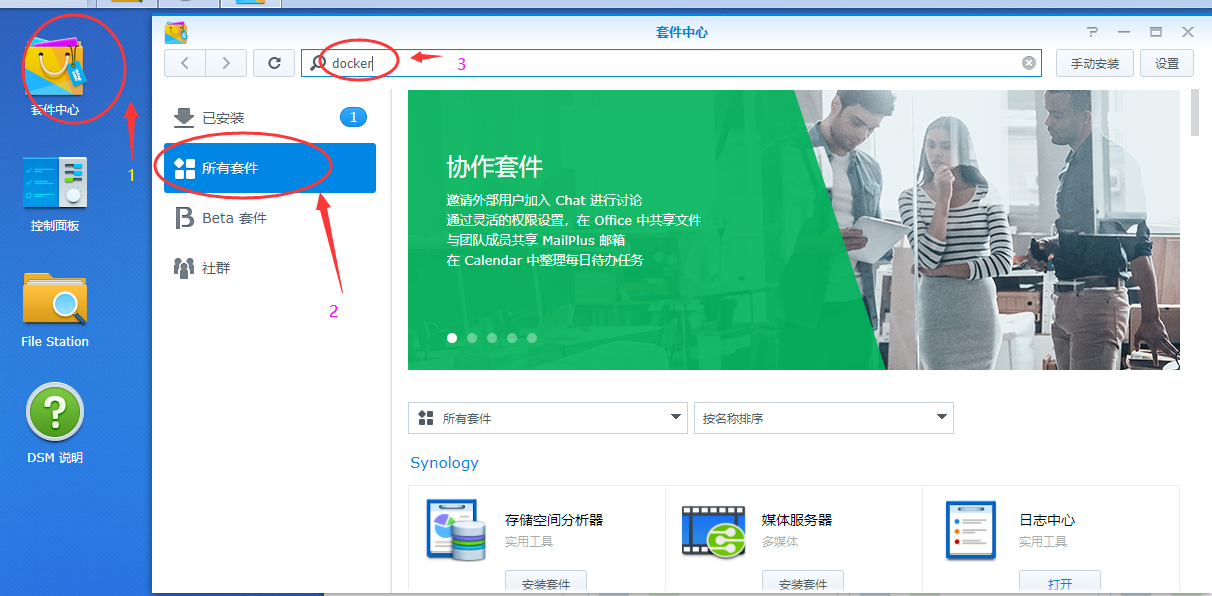 套件中心
docker
3
手动安装
设置
套件中心
1
控制面板
File Station
DSM 说明
已安装
1
所有套件
Beta 套件
社群
2
协作套件
邀请外部用户加入 Chat 进行讨论
通过灵活的权限设置，在 Office 中共享文件
与团队成员共享 MailPlus 邮箱
在 Calendar 中整理每日待办任务
所有套件
按名称排序
Synology
存储空间分析器
实用工具
安装套件
媒体服务器
多媒体
安装套件
日志中心
实用工具
打开